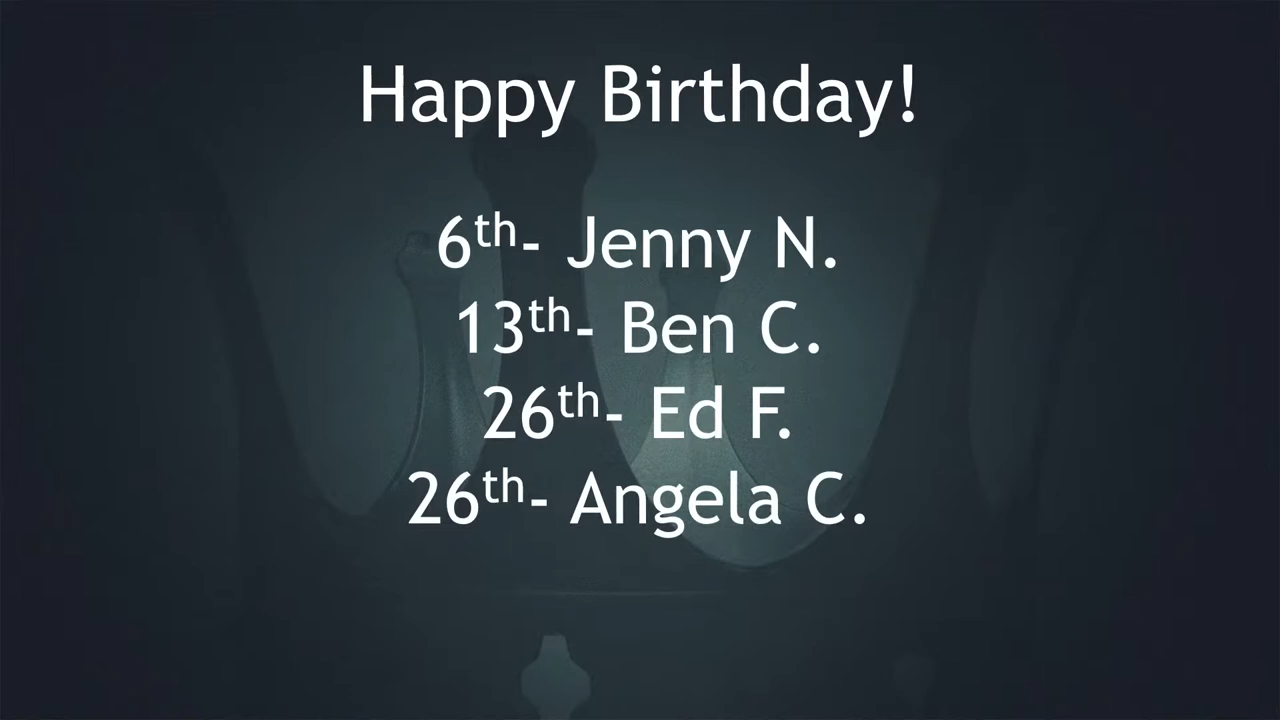 Happy Birthday!
6th- Jenny N.
13th- Ben C.
26th- Ed F.
26th- Angela C.